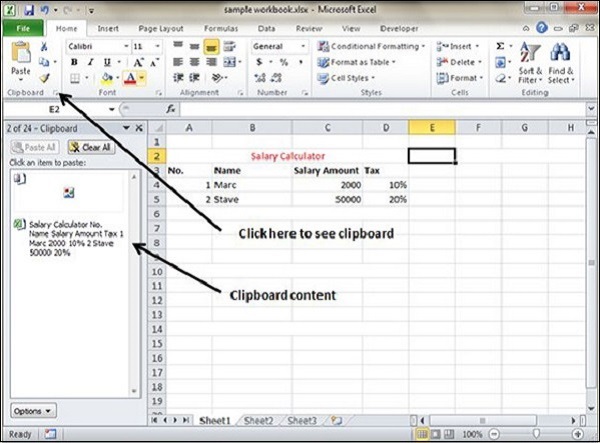 sample workbook.xlsx - Microsoft Excel
File Home Insert Page Layout Formulas Data Review View Developer
Paste
Calibri 11
B I U
A A
General
$ % ,
Conditional Formatting
Format as Table
Cell Styles
Insert
Delete
Format
Σ
Sort & Filter
Find & Select
Clipboard Font Alignment Number Styles Cells Editing
E2 fx
2 of 24 - Clipboard
Paste All Clear All
Click an item to paste:
Salary Calculator No.
Name Salary Amount Tax 1
Marc 2000 10% 2 Stave
50000 20%
Options
A B C D E F G H
1
2 Salary Calculator
3 No. Name Salary Amount Tax
4 1 Marc 2000 10%
5 2 Stave 50000 20%
6
7
Click here to see clipboard
8
9
10
11
Clipboard content
12
13
14
15
16
17
18
19
Sheet1 Sheet2 Sheet3
Ready 100%